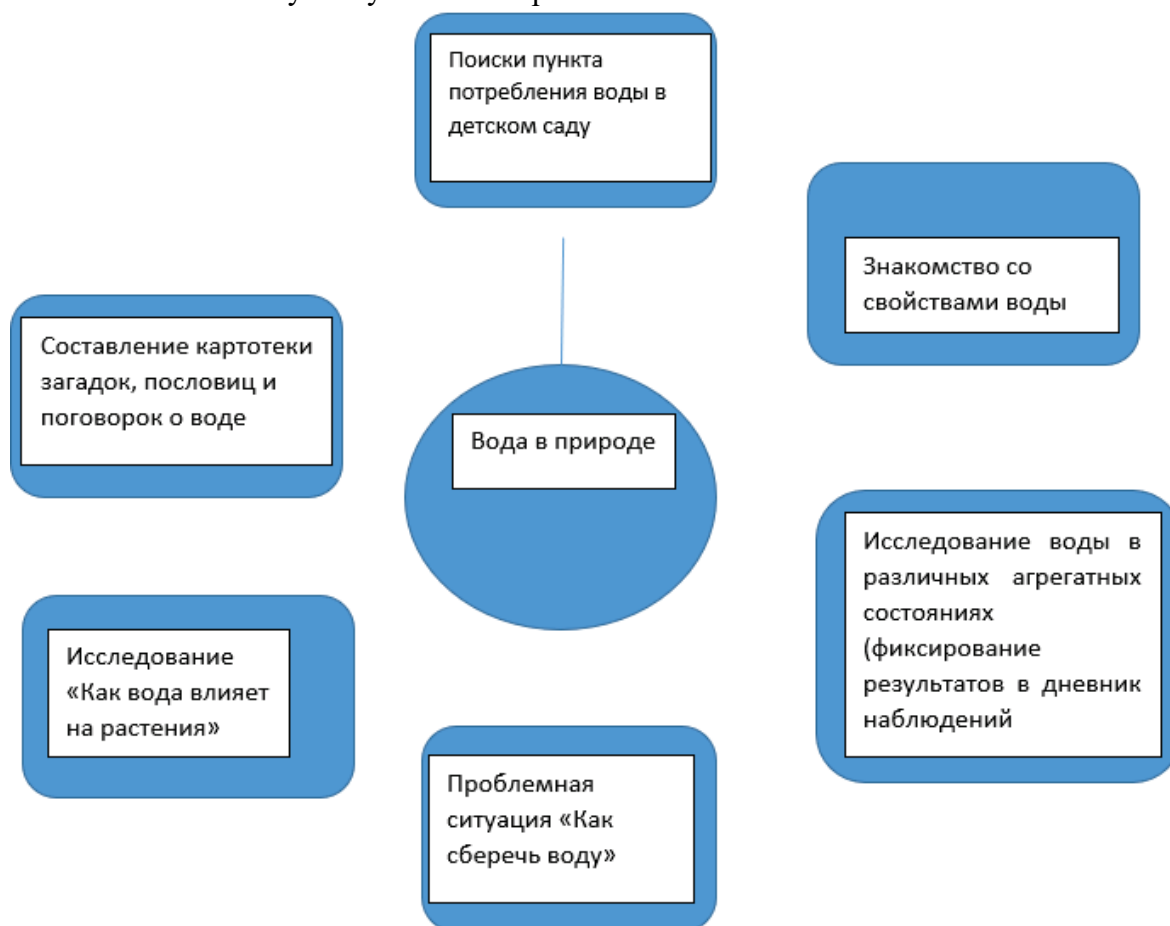 Поиски пункта
потребления воды в
детском саду
Знакомство со
свойствами воды
Составление картотеки
загадок, пословиц и
поговорок о воде
Вода в природе
Исследование воды в
различных агрегатных
состояниях
(фиксирование
результатов в дневник
наблюдений
Исследование
«Как вода влияет
на растения»
Проблемная
ситуация «Как
сберечь воду»